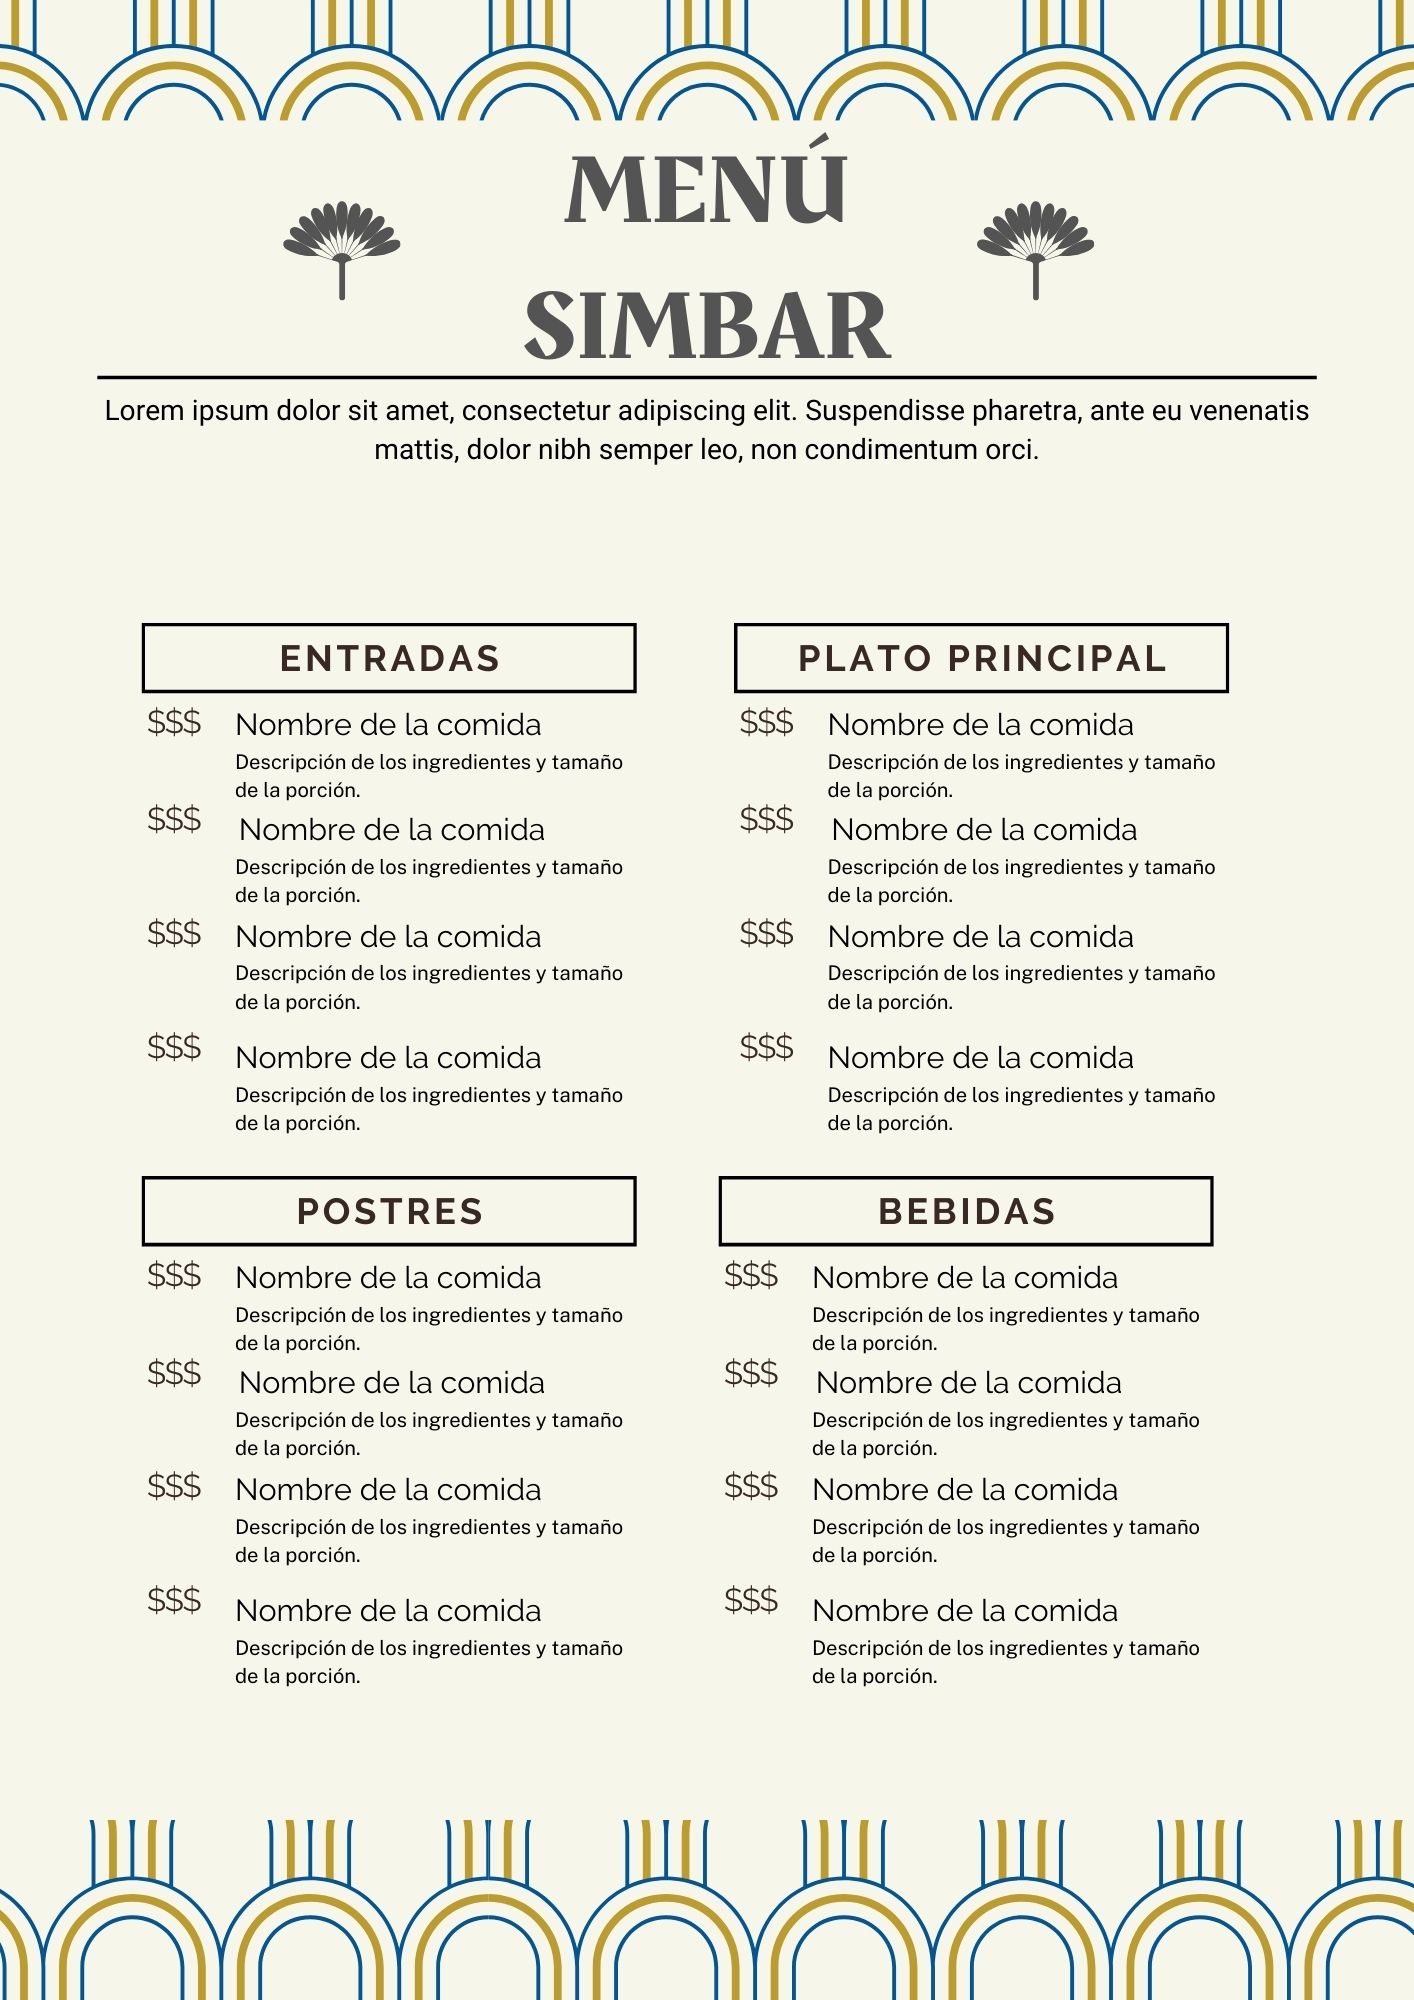 MENÚ
SIMBAR
Lorem ipsum dolor sit amet, consectetur adipiscing elit. Suspendisse pharetra, ante eu venenatis
mattis, dolor nibh semper leo, non condimentum orci.
ENTRADAS
$$$ Nombre de la comida
Descripción de los ingredientes y tamaño
de la porción.
$$$ Nombre de la comida
Descripción de los ingredientes y tamaño
de la porción.
$$$ Nombre de la comida
Descripción de los ingredientes y tamaño
de la porción.
$$$ Nombre de la comida
Descripción de los ingredientes y tamaño
de la porción.
PLATO PRINCIPAL
$$$ Nombre de la comida
Descripción de los ingredientes y tamaño
de la porción.
$$$ Nombre de la comida
Descripción de los ingredientes y tamaño
de la porción.
$$$ Nombre de la comida
Descripción de los ingredientes y tamaño
de la porción.
$$$ Nombre de la comida
Descripción de los ingredientes y tamaño
de la porción.
POSTRES
$$$ Nombre de la comida
Descripción de los ingredientes y tamaño
de la porción.
$$$ Nombre de la comida
Descripción de los ingredientes y tamaño
de la porción.
$$$ Nombre de la comida
Descripción de los ingredientes y tamaño
de la porción.
$$$ Nombre de la comida
Descripción de los ingredientes y tamaño
de la porción.
BEBIDAS
$$$ Nombre de la comida
Descripción de los ingredientes y tamaño
de la porción.
$$$ Nombre de la comida
Descripción de los ingredientes y tamaño
de la porción.
$$$ Nombre de la comida
Descripción de los ingredientes y tamaño
de la porción.
$$$ Nombre de la comida
Descripción de los ingredientes y tamaño
de la porción.